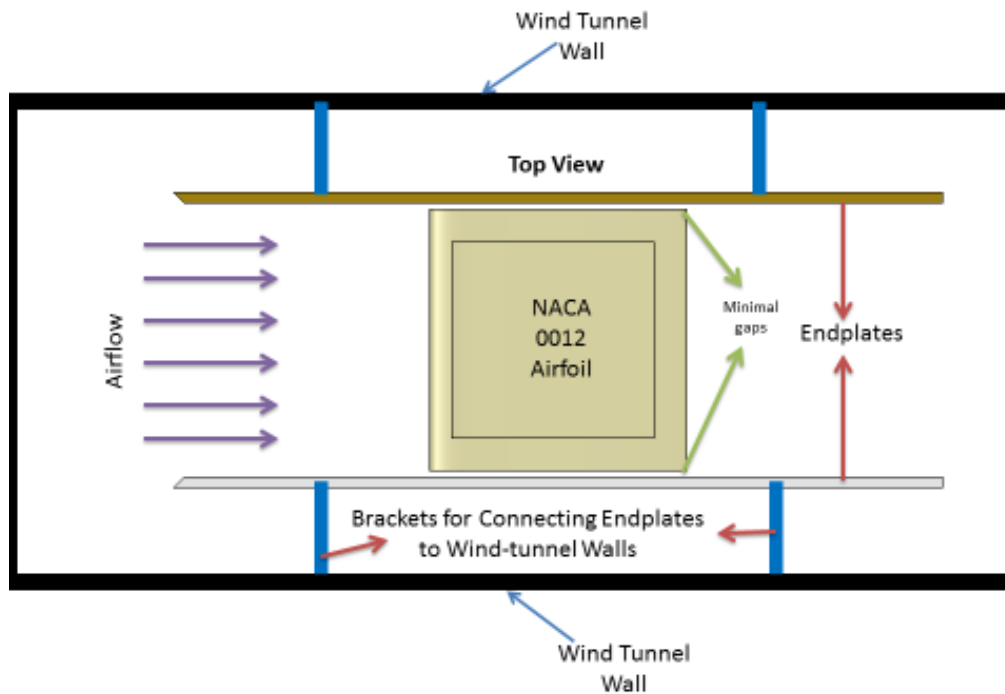 Wind Tunnel
Wall
Top View
Airflow
NACA
0012
Airfoil
Minimal
gaps
Endplates
Brackets for Connecting Endplates
to Wind-tunnel Walls
Wind Tunnel
Wall